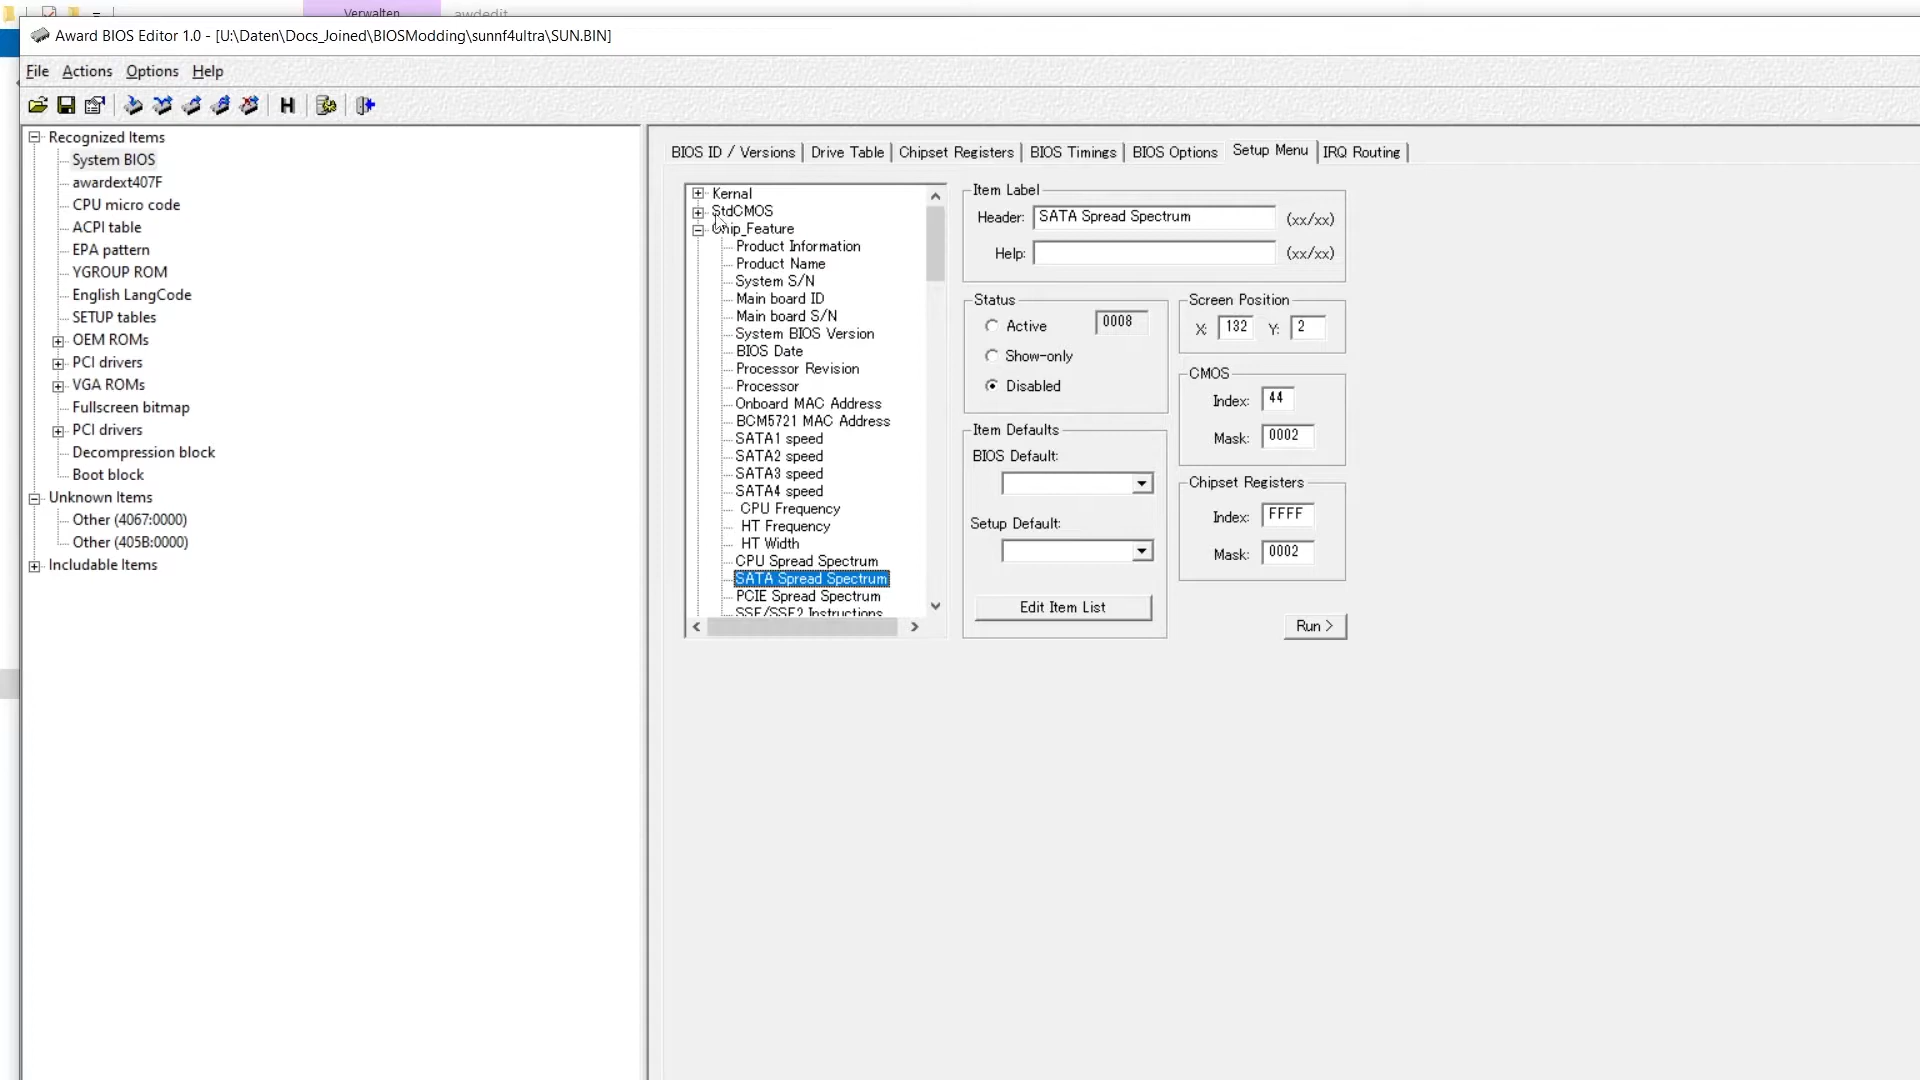 Verwalten
awdedit
Award BIOS Editor 1.0 - [U:\Daten\Docs_Joined\BIOSModding\sunnf4ultra\SUN.BIN]
File Actions Options Help
H
Recognized Items
System BIOS
awardext407F
CPU micro code
ACPI table
EPA pattern
YGROUP ROM
English LangCode
SETUP tables
OEM ROMs
PCI drivers
VGA ROMs
Fullscreen bitmap
PCI drivers
Decompression block
Boot block
Unknown Items
Other (4067:0000)
Other (405B:0000)
Includable Items
BIOS ID / Versions Drive Table Chipset Registers BIOS Timings BIOS Options Setup Menu IRQ Routing
Kernal
StdCMOS
Chip_Feature
Product Information
Product Name
System S/N
Main board ID
Main board S/N
System BIOS Version
BIOS Date
Processor Revision
Processor
Onboard MAC Address
BCM5721 MAC Address
SATA1 speed
SATA2 speed
SATA3 speed
SATA4 speed
CPU Frequency
HT Frequency
HT Width
CPU Spread Spectrum
SATA Spread Spectrum
PCIE Spread Spectrum
SSE/SSE2 Instructions
Item Label
Header: SATA Spread Spectrum (xx/xx)
Help: (xx/xx)
Status
Active 0008
Show-only
Disabled
Screen Position
X: 132 Y: 2
CMOS
Index: 44
Mask: 0002
Item Defaults
BIOS Default:
Setup Default:
Edit Item List
Chipset Registers
Index: FFFF
Mask: 0002
Run >